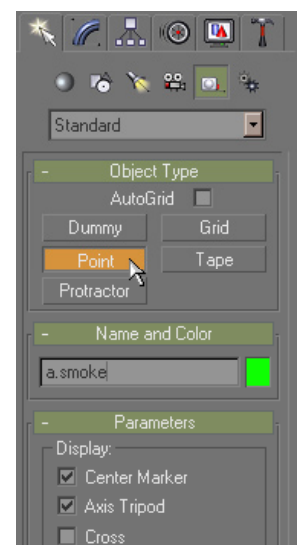 Standard
- Object Type
AutoGrid
Dummy Grid
Point Tape
Protractor
- Name and Color
a.smoke
- Parameters
Display:
Center Marker
Axis Tripod
Cross